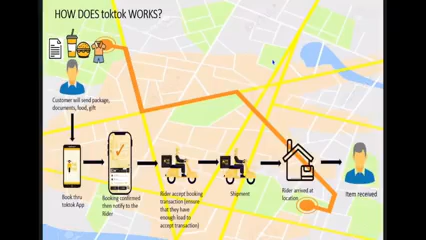 HOW DOES toktok WORKS?
Customer will send package,
documents, food, gift
Book thru
toktok App
Booking confirmed
then notify to the
Rider
Rider accept booking
transaction (ensure
that they have
enough load to
accept transaction)
Shipment
Rider arrived at
location
Item received